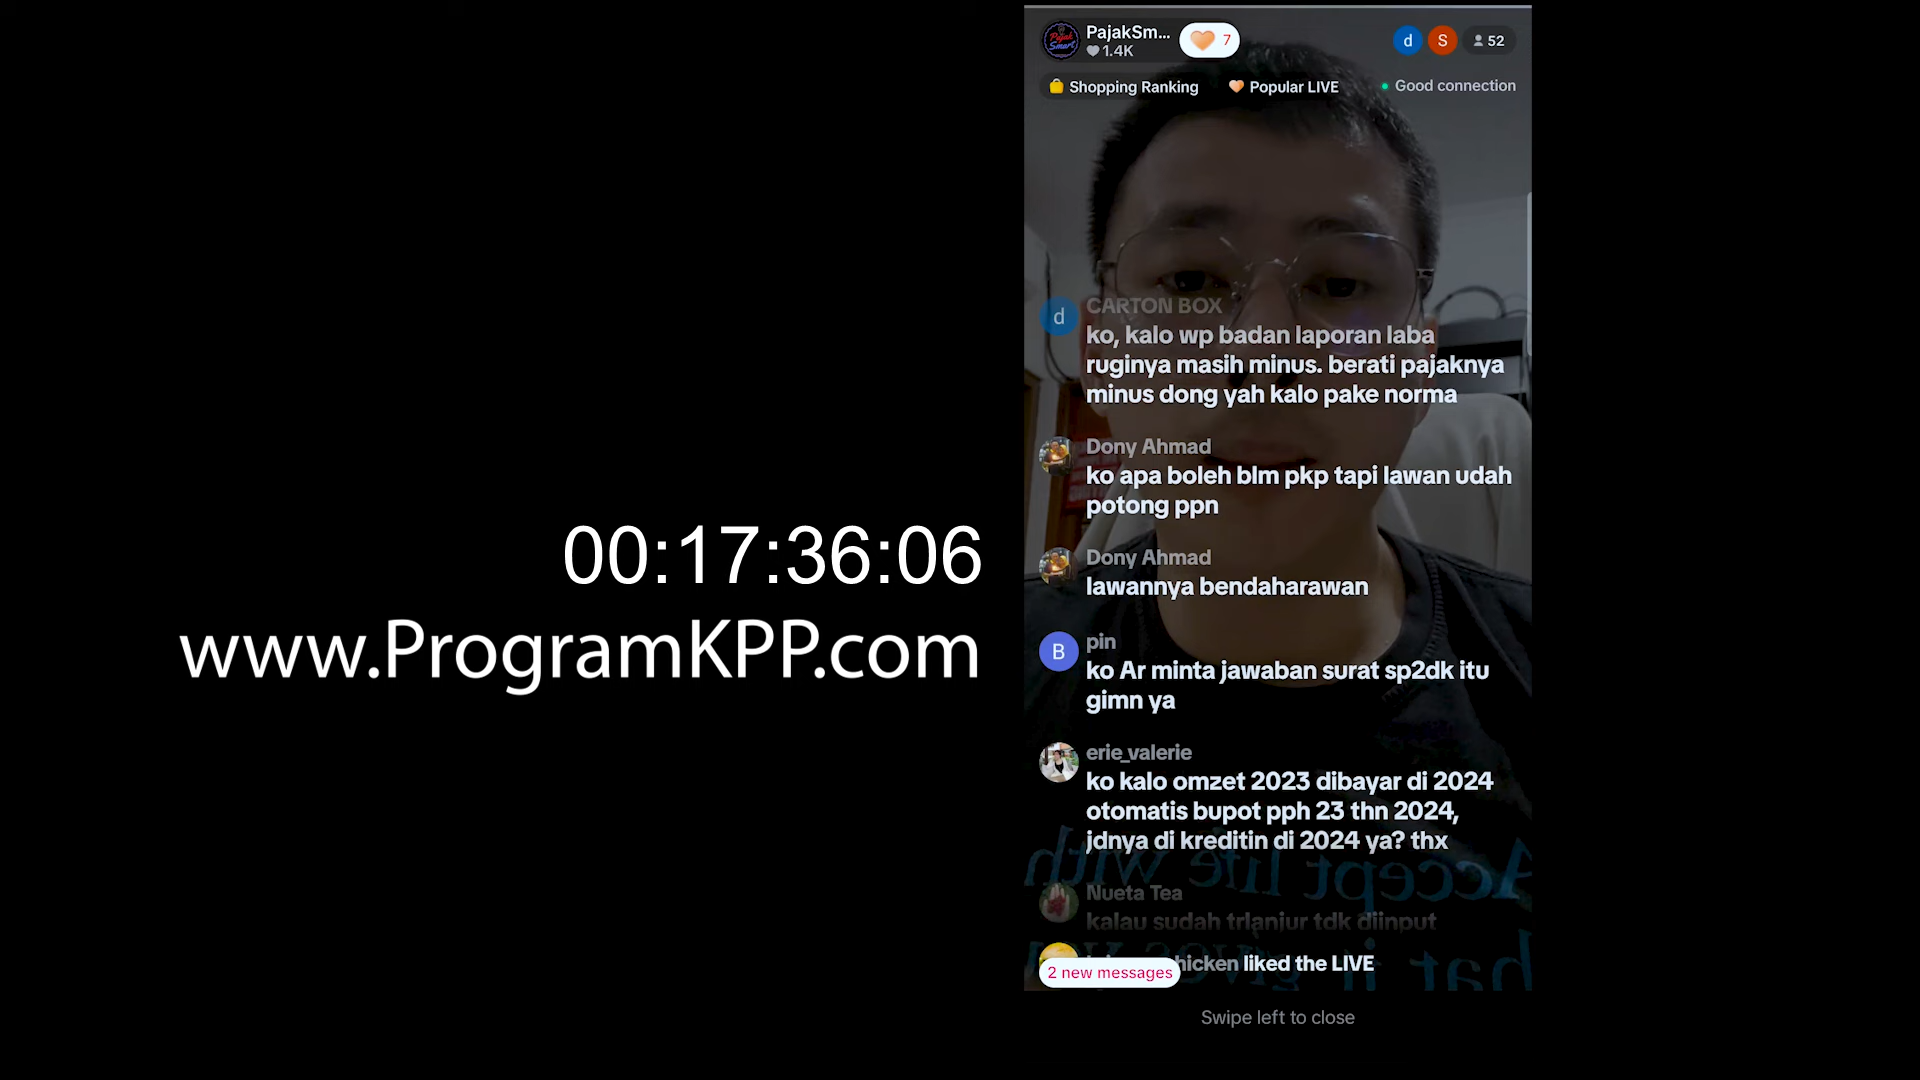 PajakSm...
1.4K
7
d
S
52
Shopping Ranking
Popular LIVE
Good connection
d
CARTON BOX
ko, kalo wp badan laporan laba
ruginya masih minus. berati pajaknya
minus dong yah kalo pake norma
Dony Ahmad
ko apa boleh blm pkp tapi lawan udah
potong ppn
Dony Ahmad
lawannya bendaharawan
B
pin
ko Ar minta jawaban surat sp2dk itu
gimn ya
erie_valerie
ko kalo omzet 2023 dibayar di 2024
otomatis bupot pph 23 thn 2024,
jdnya di kreditin di 2024 ya? thx
Nueta Tea
kalau sudah trlanjur tdk diinput
hicken liked the LIVE
2 new messages
Swipe left to close
00:17:36:06
www.ProgramKPP.com
Pajak
Smart
Accept life with